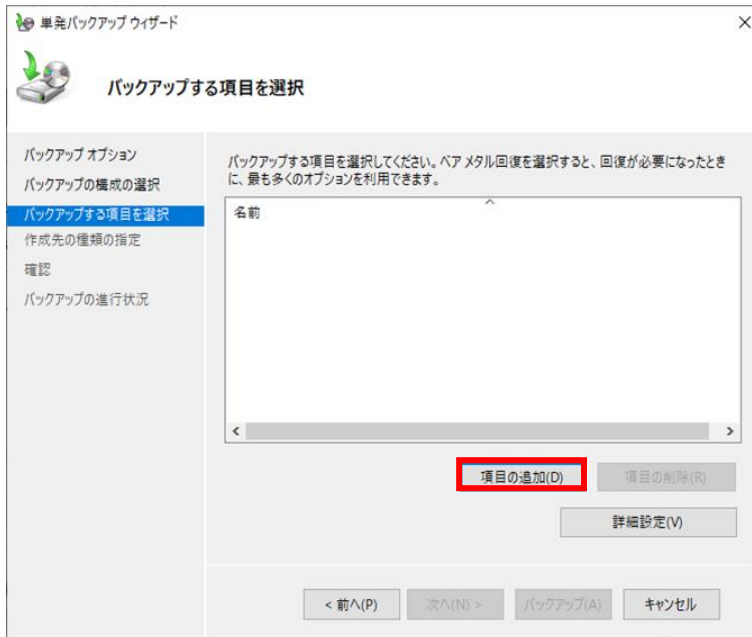 単発バックアップ ウィザード
バックアップする項目を選択
バックアップ オプション
バックアップの構成の選択
バックアップする項目を選択
作成先の種類の指定
確認
バックアップの進行状況
バックアップする項目を選択してください。ベア メタル回復を選択すると、回復が必要になったとき
に、最も多くのオプションを利用できます。
名前
項目の追加(D)
項目の削除(R)
詳細設定(V)
< 前へ(P)
次へ(N) >
バックアップ(A)
キャンセル